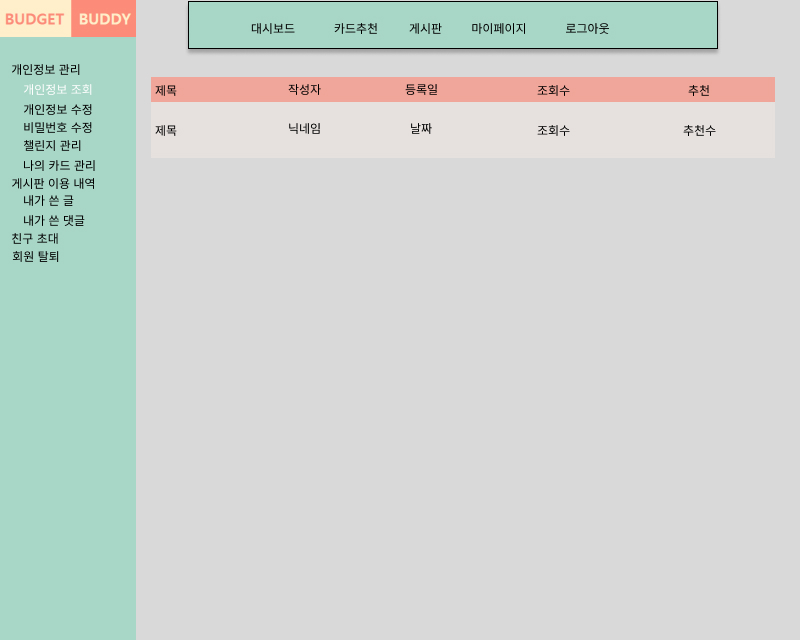 BUDGET BUDDY
대시보드 카드추천 게시판 마이페이지 로그아웃
개인정보 관리
개인정보 조회
개인정보 수정
비밀번호 수정
챌린지 관리
나의 카드 관리
게시판 이용 내역
내가 쓴 글
내가 쓴 댓글
친구 초대
회원 탈퇴
제목 작성자 등록일 조회수 추천
제목 닉네임 날짜 조회수 추천수